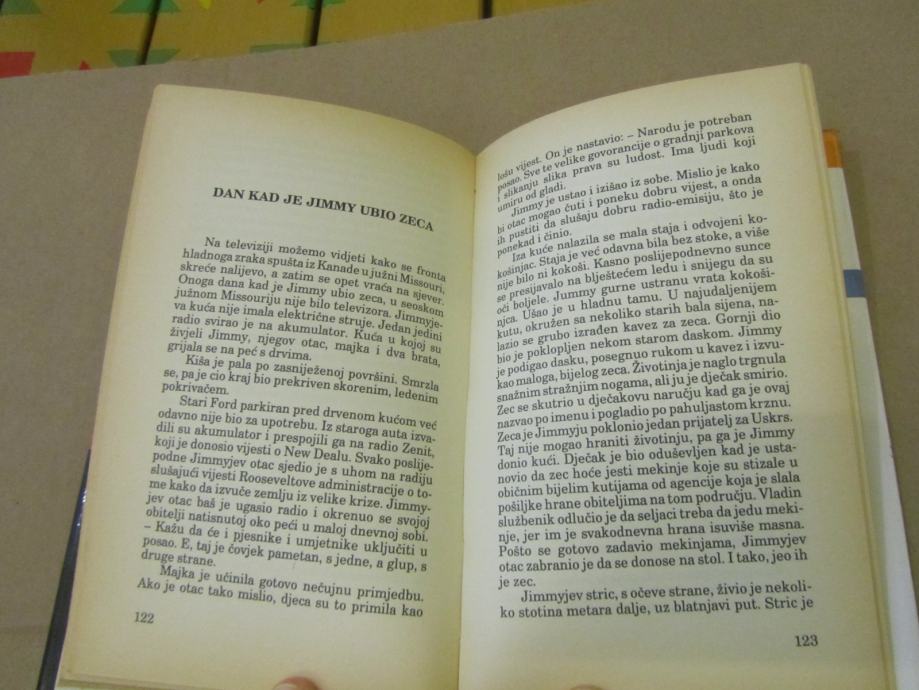 DAN KAD JE JIMMY UBIO ZECA
Na televiziji možemo vidjeti kako se fronta
hladnoga zraka spušta iz Kanade u južni Missouri,
skreće nalijevo, a zatim se opet vraća na sjever.
Onoga dana kad je Jimmy ubio zeca, u seoskom
južnom Missouriju nije bilo televizora. Jimmyje-
va kuća nije imala električne struje. Jedan jedini
radio svirao je na akumulator. Kuća u kojoj su
živjeli Jimmy, njegov otac, majka i dva brata,
grijala se na peć s drvima.
Kiša je pala po zasniježenoj površini. Smrzla
se, pa je cio kraj bio prekriven skorenim, ledenim
pokrivačem.
Stari Ford parkiran pred drvenom kućom već
odavno nije bio za upotrebu. Iz staroga auta izva-
dili su akumulator i prespojili ga na radio Zenit,
koji je donosio vijesti o New Dealu. Svako poslije-
podne Jimmyjev otac sjedio je s uhom na radiju
slušajući vijesti Rooseveltove administracije o to-
me kako da izvuče zemlju iz velike krize. Jimmy-
jev otac baš je ugasio radio i okrenuo se svojoj
obitelji natisnutoj oko peći u maloj dnevnoj sobi.
– Kažu da će i pjesnike i umjetnike uključiti u
posao. E, taj je čovjek pametan, s jedne, a glup, s
druge strane.
Majka je učinila gotovo nečujnu primjedbu.
Ako je otac tako mislio, djeca su to primila kao
122
lošu vijest. On je nastavio: – Narodu je potreban
posao. Sve te velike govorancije o gradnji parkova
i slikanju slika prava su ludost. Ima ljudi koji
umiru od gladi.
Jimmy je ustao i izišao iz sobe. Mislio je kako
bi otac mogao čuti i poneku dobru vijest, a onda
ih pustiti da slušaju dobru radio-emisiju, što je
ponekad i činio.
Iza kuće nalazila se mala staja i odvojeni ko-
košinjac. Staja je već odavna bila bez stoke, a više
nije bilo ni kokoši. Kasno poslijepodnevno sunce
se presijavalo na blještećem ledu i snijegu da su
oči boljele. Jummy gurne ustranu vrata kokoši-
njca. Ušao je u hladnu tamu. U najudaljenijem
kutu, okružen sa nekoliko starih bala sijena, na-
lazio se grubo izrađen kavez za zeca. Gornji dio
bio je poklopljen nekom starom daskom. Jimmy
je podigao dasku, posegnuo rukom u kavez i izvu-
kao maloga, bijelog zeca. Životinja je naglo trgnula
snažnim stražnjim nogama, ali ju je dječak smirio.
Zec se skutrio u dječakovu naručju kad ga je ovaj
nazvao po imenu i pogladio po pahuljastom krznu.
Zeca je Jimmyju poklonio jedan prijatelj za Uskrs.
Taj nije mogao hraniti životinju, pa ga je Jimmy
donio kući. Dječak je bio oduševljen kad je usta-
novio da zec hoće jesti mekinje koje su stizale u
običnim bijelim kutijama od agencije koja je slala
pošiljke hrane obiteljima na tom području. Vladin
službenik odlučio je da seljaci treba da jedu meki-
nje, jer im je svakodnevna hrana isuviše masna.
Pošto se gotovo zadavio mekinjama, Jimmyjev
otac zabranio je da se donose na stol. I tako, jeo ih
je zec.
Jimmyjev stric, s očeve strane, živio je nekoli-
ko stotina metara dalje, uz blatnjavi put. Stric je
123